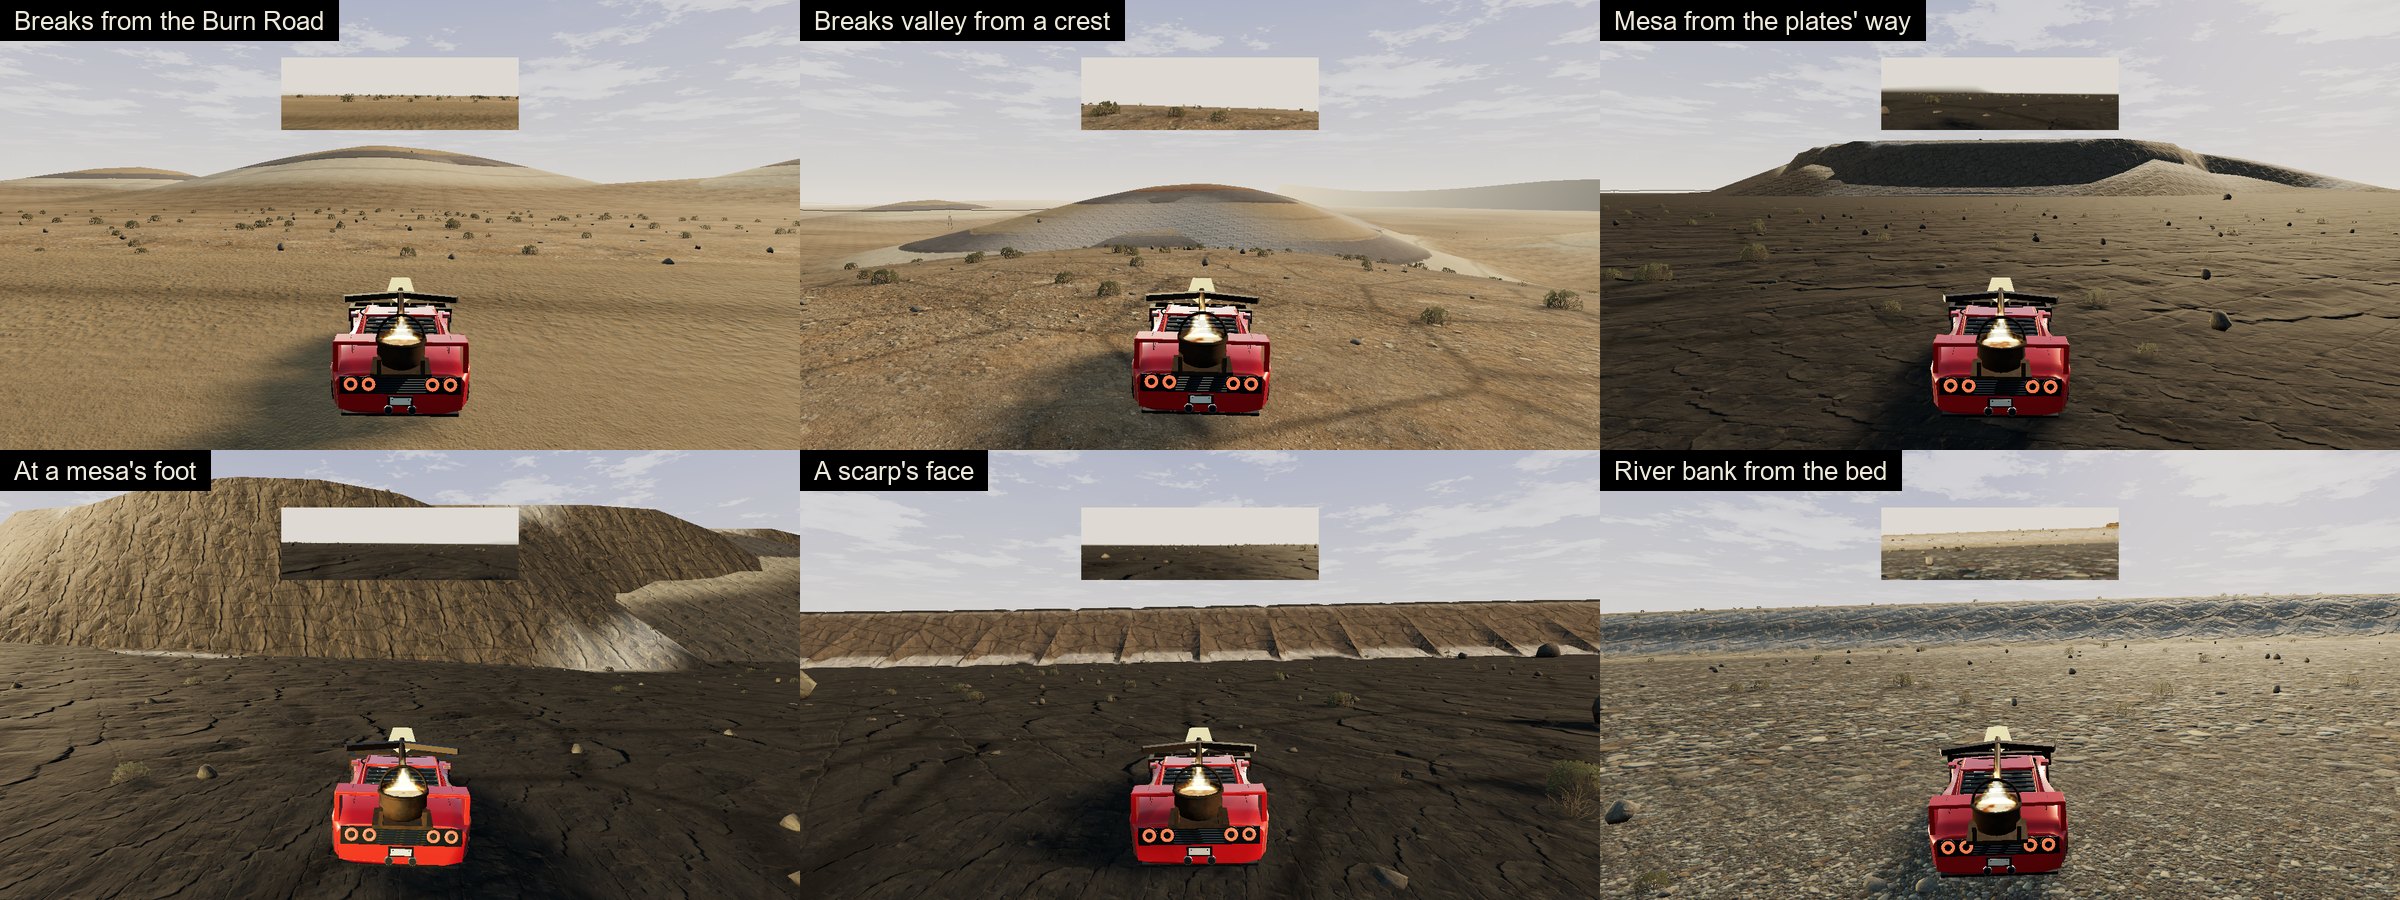 Breaks from the Burn Road
Breaks valley from a crest
Mesa from the plates' way
At a mesa's foot
A scarp's face
River bank from the bed